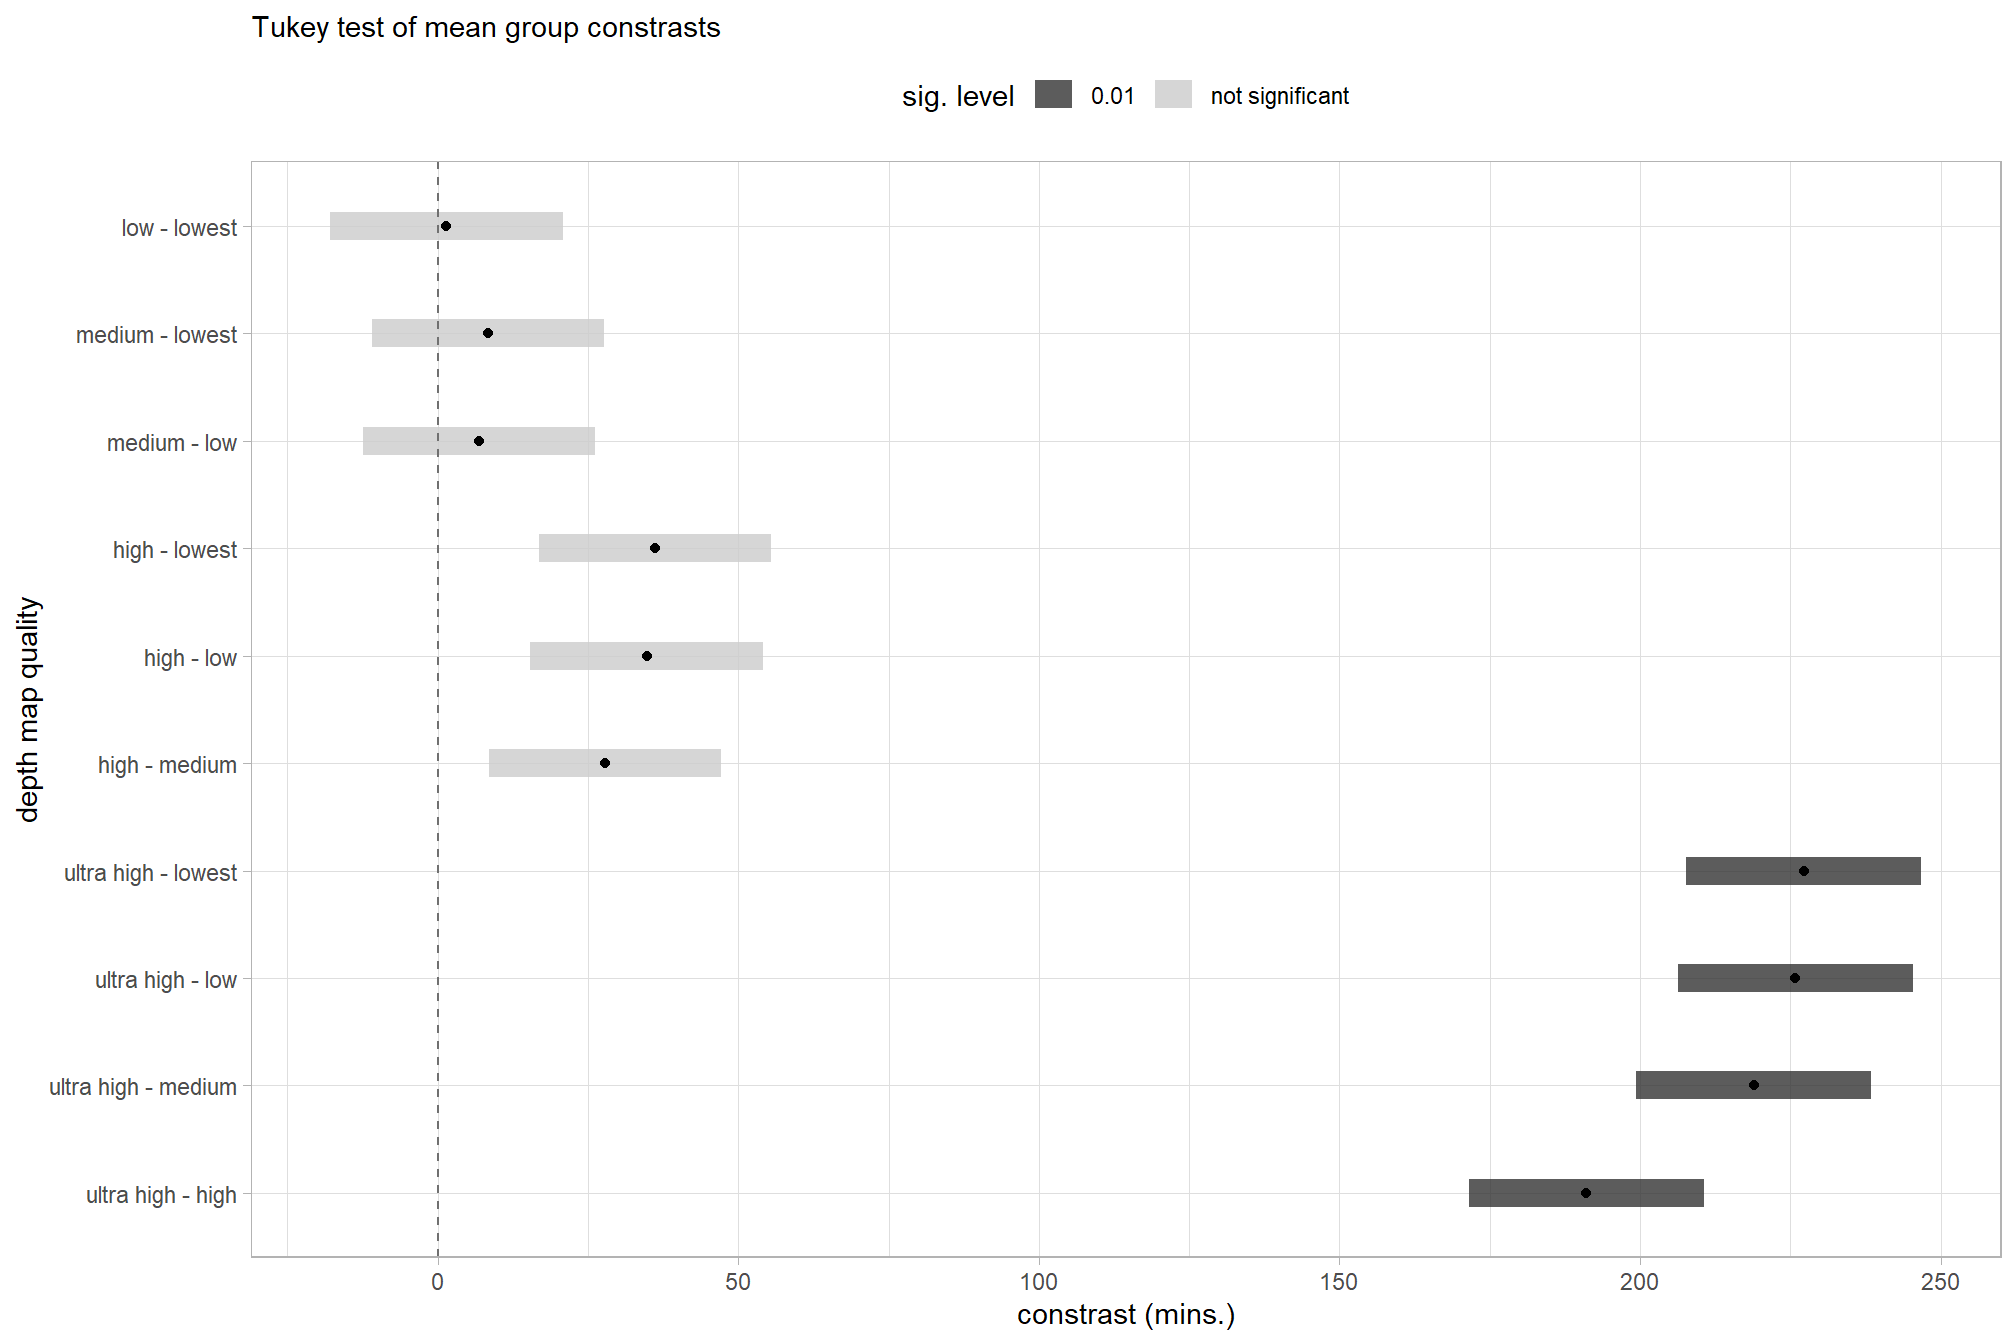 Tukey test of mean group constrasts
sig. level 0.01 not significant
low - lowest
medium - lowest
medium - low
high - lowest
high - low
high - medium
ultra high - lowest
ultra high - low
ultra high - medium
ultra high - high
depth map quality
0 50 100 150 200 250
constrast (mins.)